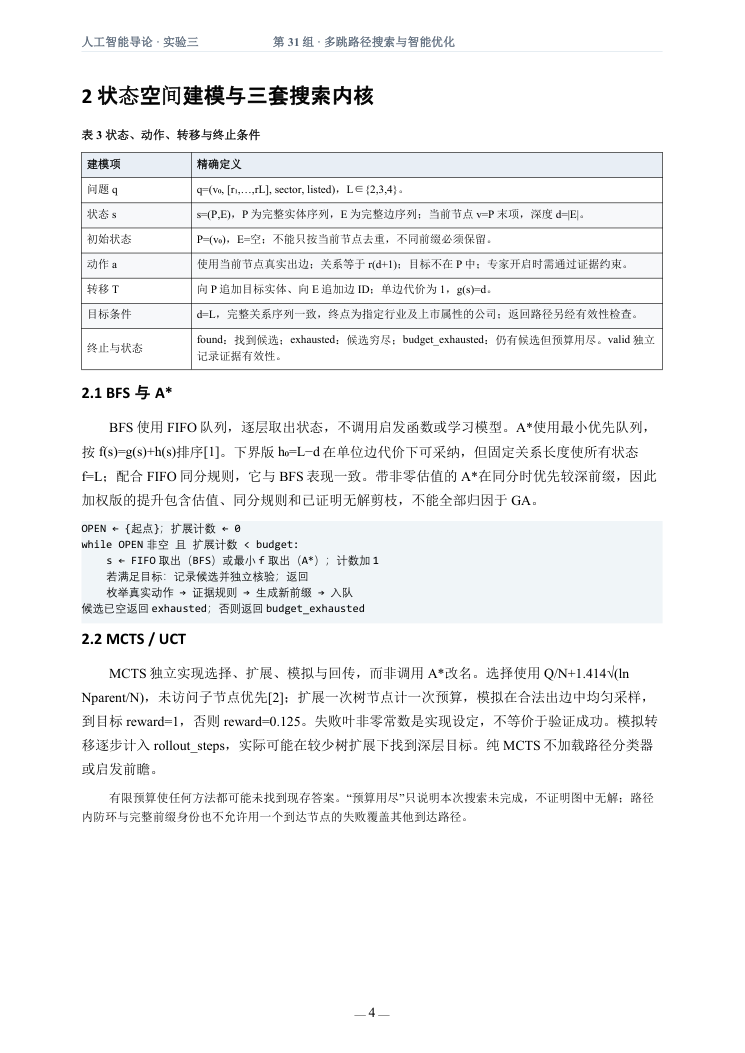 人工智能导论 · 实验三 第 31 组 · 多跳路径搜索与智能优化
2 状态空间建模与三套搜索内核
表 3 状态、动作、转移与终止条件
建模项 精确定义
问题 q q=(v₀, [r₁,…,rL], sector, listed)，L∈{2,3,4}。
状态 s s=(P,E)，P 为完整实体序列，E 为完整边序列；当前节点 v=P 末项，深度 d=|E|。
初始状态 P=(v₀)，E=空；不能只按当前节点去重，不同前缀必须保留。
动作 a 使用当前节点真实出边；关系等于 r(d+1)；目标不在 P 中；专家开启时需通过证据约束。
转移 T 向 P 追加目标实体、向 E 追加边 ID；单边代价为 1，g(s)=d。
目标条件 d=L，完整关系序列一致，终点为指定行业及上市属性的公司；返回路径另经有效性检查。
终止与状态 found：找到候选；exhausted：候选穷尽；budget_exhausted：仍有候选但预算用尽。valid 独立
记录证据有效性。
2.1 BFS 与 A*
BFS 使用 FIFO 队列，逐层取出状态，不调用启发函数或学习模型。A*使用最小优先队列，
按 f(s)=g(s)+h(s)排序[1]。下界版 h₀=L−d 在单位边代价下可采纳，但固定关系长度使所有状态
f=L；配合 FIFO 同分规则，它与 BFS 表现一致。带非零估值的 A*在同分时优先较深前缀，因此
加权版的提升包含估值、同分规则和已证明无解剪枝，不能全部归因于 GA。
OPEN ← {起点}；扩展计数 ← 0
while OPEN 非空 且 扩展计数 < budget:
s ← FIFO 取出（BFS）或最小 f 取出（A*）；计数加 1
若满足目标：记录候选并独立核验；返回
枚举真实动作 → 证据规则 → 生成新前缀 → 入队
候选已空返回 exhausted；否则返回 budget_exhausted
2.2 MCTS / UCT
MCTS 独立实现选择、扩展、模拟与回传，而非调用 A*改名。选择使用 Q/N+1.414√(ln
Nparent/N)，未访问子节点优先[2]；扩展一次树节点计一次预算，模拟在合法出边中均匀采样，
到目标 reward=1，否则 reward=0.125。失败叶非零常数是实现设定，不等价于验证成功。模拟转
移逐步计入 rollout_steps，实际可能在较少树扩展下找到深层目标。纯 MCTS 不加载路径分类器
或启发前瞻。
有限预算使任何方法都可能未找到现存答案。“预算用尽”只说明本次搜索未完成，不证明图中无解；路径
内防环与完整前缀身份也不允许用一个到达节点的失败覆盖其他到达路径。
— 4 —